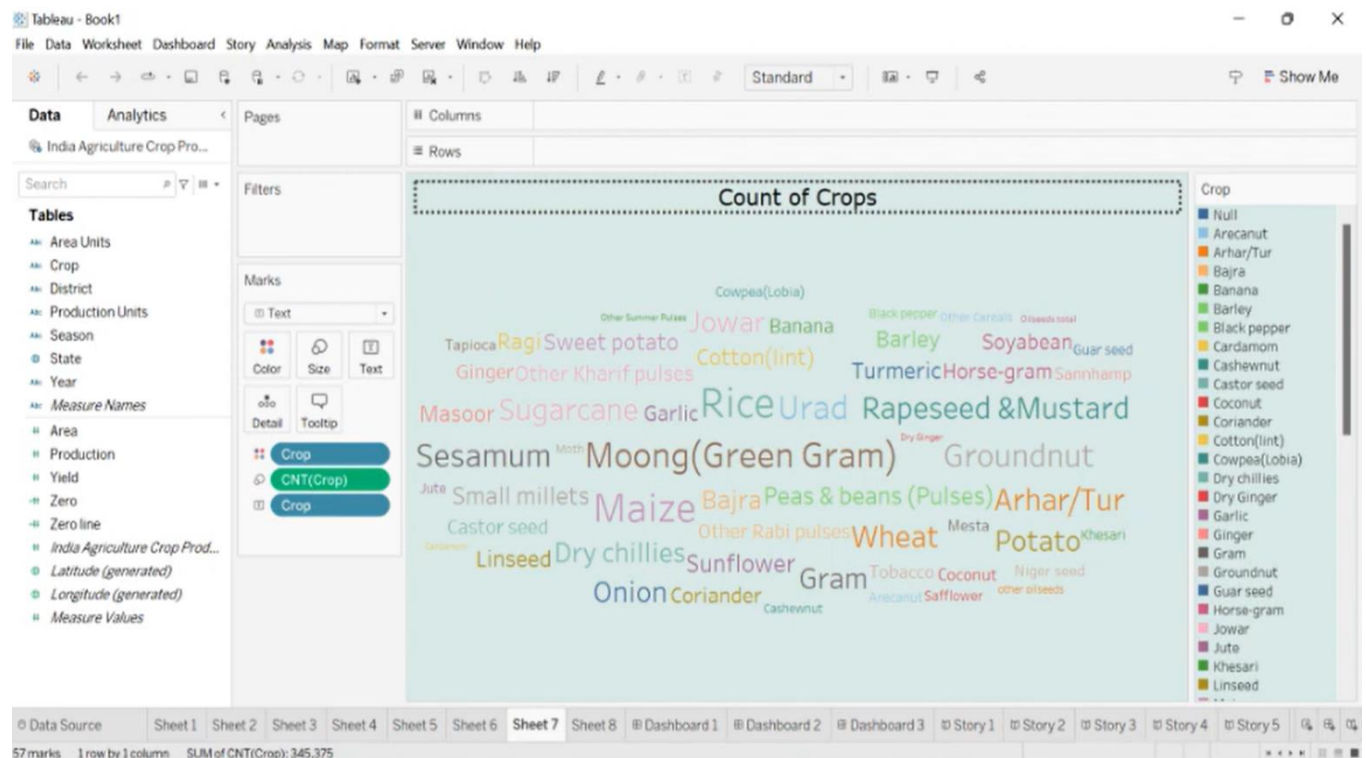 Tableau - Book1
File Data Worksheet Dashboard Story Analysis Map Format Server Window Help
Standard
Show Me
Data Analytics
India Agriculture Crop Pro...
Search
Tables
Abc Area Units
Abc Crop
Abc District
Abc Production Units
Abc Season
State
Abc Year
Abc Measure Names
# Area
# Production
# Yield
Zero
Zero line
# India Agriculture Crop Prod...
Latitude (generated)
Longitude (generated)
# Measure Values
Pages
Filters
Marks
Text
Color Size Text
Detail Tooltip
Crop
CNT(Crop)
Crop
Columns
Rows
Count of Crops
Cowpea(Lobia)
Other Summer Pulses Jowar Banana Black pepper Other Cereals Oilseeds total
Tapioca Ragi Sweet potato Cotton(lint) Barley Soyabean Guar seed
Ginger Other Kharif pulses Turmeric Horse-gram Sannhamp
Masoor Sugarcane Garlic Rice Urad Rapeseed &Mustard
Sesamum Moth Moong(Green Gram) Dry Ginger Groundnut
Jute Small millets Maize Bajra Peas & beans (Pulses) Arhar/Tur
Castor seed Other Rabi pulses Wheat Mesta Potato Khesari
Cardamom Linseed Dry chillies Sunflower Gram Tobacco Coconut Niger seed
Onion Coriander Cashewnut Arecanut Safflower other oilseeds
Crop
Null
Arecanut
Arhar/Tur
Bajra
Banana
Barley
Black pepper
Cardamom
Cashewnut
Castor seed
Coconut
Coriander
Cotton(lint)
Cowpea(Lobia)
Dry chillies
Dry Ginger
Garlic
Ginger
Gram
Groundnut
Guar seed
Horse-gram
Jowar
Jute
Khesari
Linseed
Data Source Sheet 1 Sheet 2 Sheet 3 Sheet 4 Sheet 5 Sheet 6 Sheet 7 Sheet 8 Dashboard 1 Dashboard 2 Dashboard 3 Story 1 Story 2 Story 3 Story 4 Story 5
57 marks 1 row by 1 column SUM of CNT(Crop): 345,375